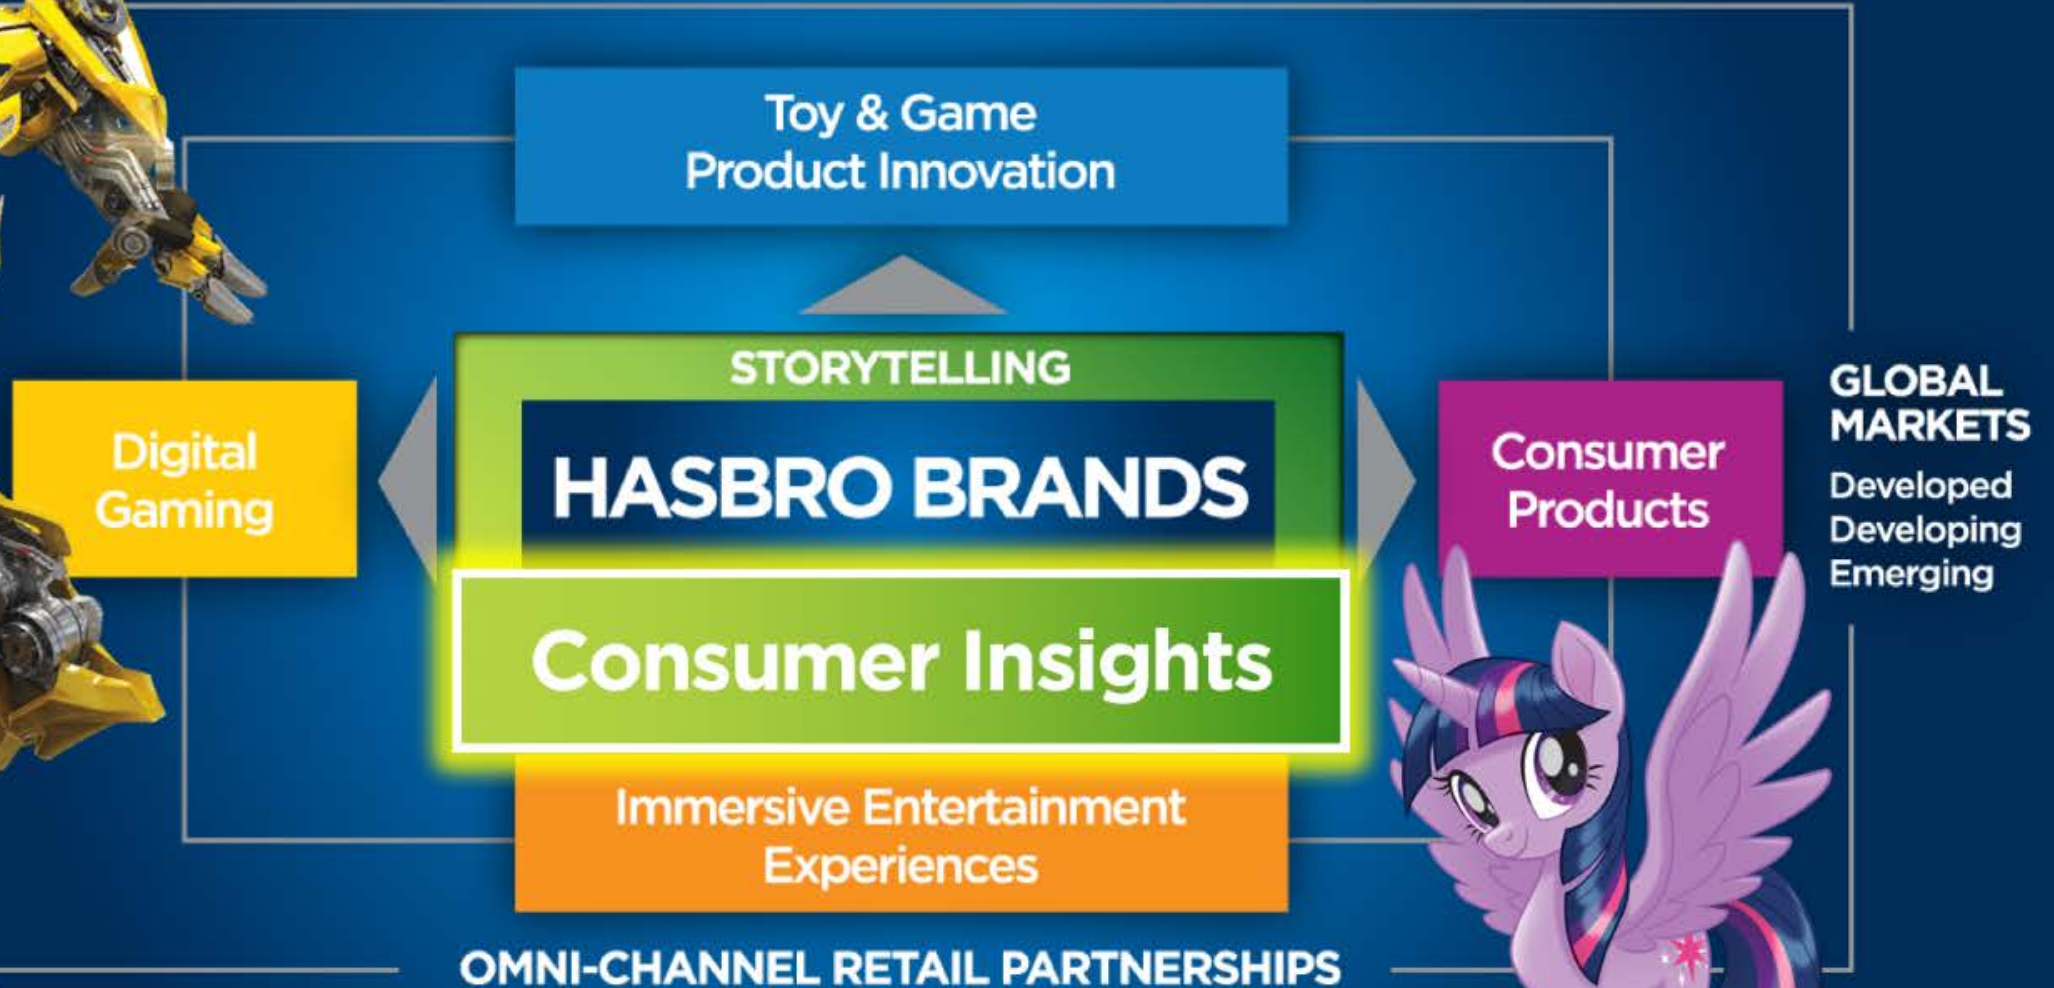 Toy & Game
Product Innovation
STORYTELLING
HASBRO BRANDS
Digital
Gaming
Consumer
Products
GLOBAL
MARKETS
Developed
Developing
Emerging
Consumer Insights
Immersive Entertainment
Experiences
OMNI-CHANNEL RETAIL PARTNERSHIPS